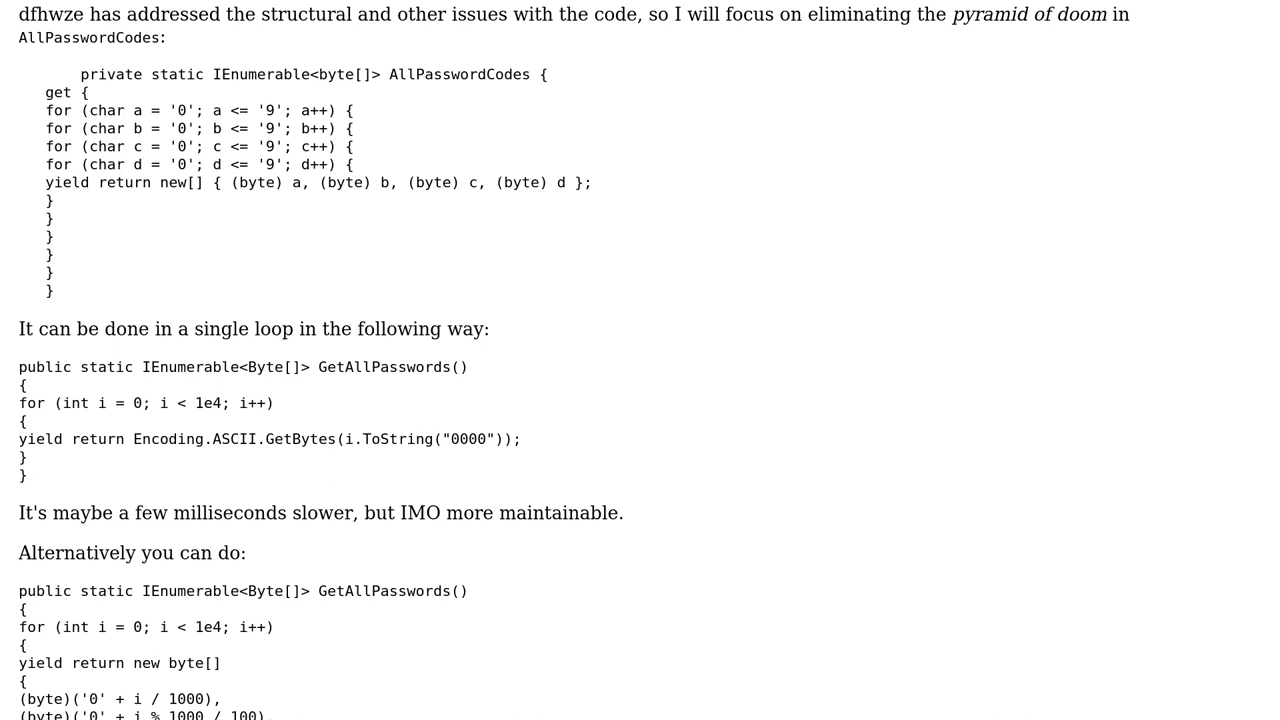 dfhwze has addressed the structural and other issues with the code, so I will focus on eliminating the pyramid of doom in
AllPasswordCodes:
private static IEnumerable<byte[]> AllPasswordCodes {
get {
for (char a = '0'; a <= '9'; a++) {
for (char b = '0'; b <= '9'; b++) {
for (char c = '0'; c <= '9'; c++) {
for (char d = '0'; d <= '9'; d++) {
yield return new[] { (byte) a, (byte) b, (byte) c, (byte) d };
}
}
}
}
}
}
It can be done in a single loop in the following way:
public static IEnumerable<Byte[]> GetAllPasswords()
{
for (int i = 0; i < 1e4; i++)
{
yield return Encoding.ASCII.GetBytes(i.ToString("0000"));
}
}
It's maybe a few milliseconds slower, but IMO more maintainable.
Alternatively you can do:
public static IEnumerable<Byte[]> GetAllPasswords()
{
for (int i = 0; i < 1e4; i++)
{
yield return new byte[]
{
(byte)('0' + i / 1000),
(byte)('0' + i % 1000 / 100),